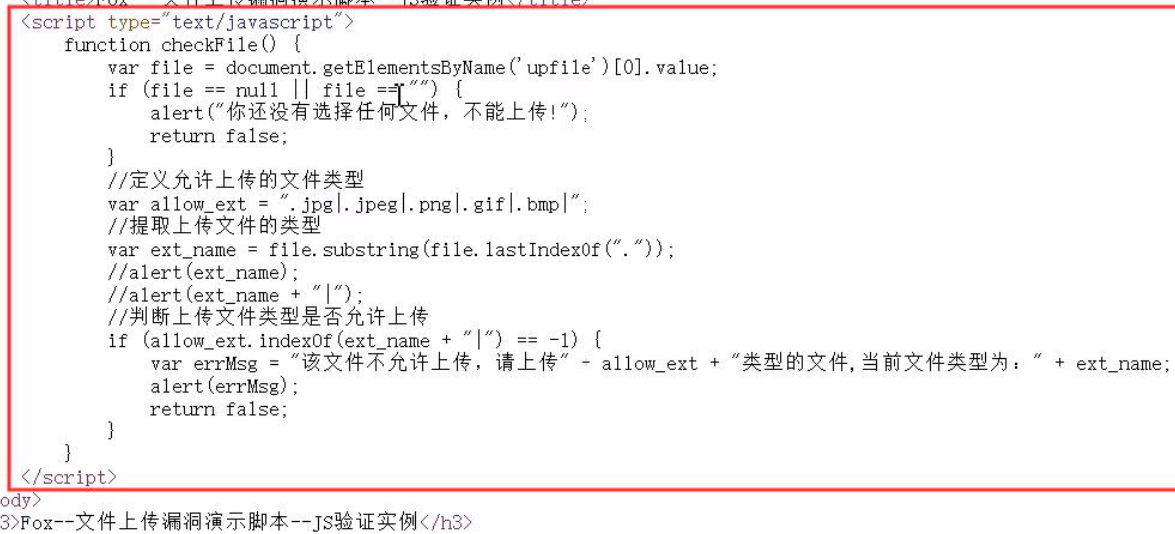 <title>Fox--文件上传漏洞演示脚本--JS验证实例</title>
<script type="text/javascript">
function checkFile() {
var file = document.getElementsByName('upfile')[0].value;
if (file == null || file == "") {
alert("你还没有选择任何文件，不能上传!");
return false;
}
//定义允许上传的文件类型
var allow_ext = ".jpg|.jpeg|.png|.gif|.bmp|";
//提取上传文件的类型
var ext_name = file.substring(file.lastIndexOf("."));
//alert(ext_name);
//alert(ext_name + "|");
//判断上传文件类型是否允许上传
if (allow_ext.indexOf(ext_name + "|") == -1) {
var errMsg = "该文件不允许上传，请上传" + allow_ext + "类型的文件,当前文件类型为：" + ext_name;
alert(errMsg);
return false;
}
}
</script>
ody>
3>Fox--文件上传漏洞演示脚本--JS验证实例</h3>